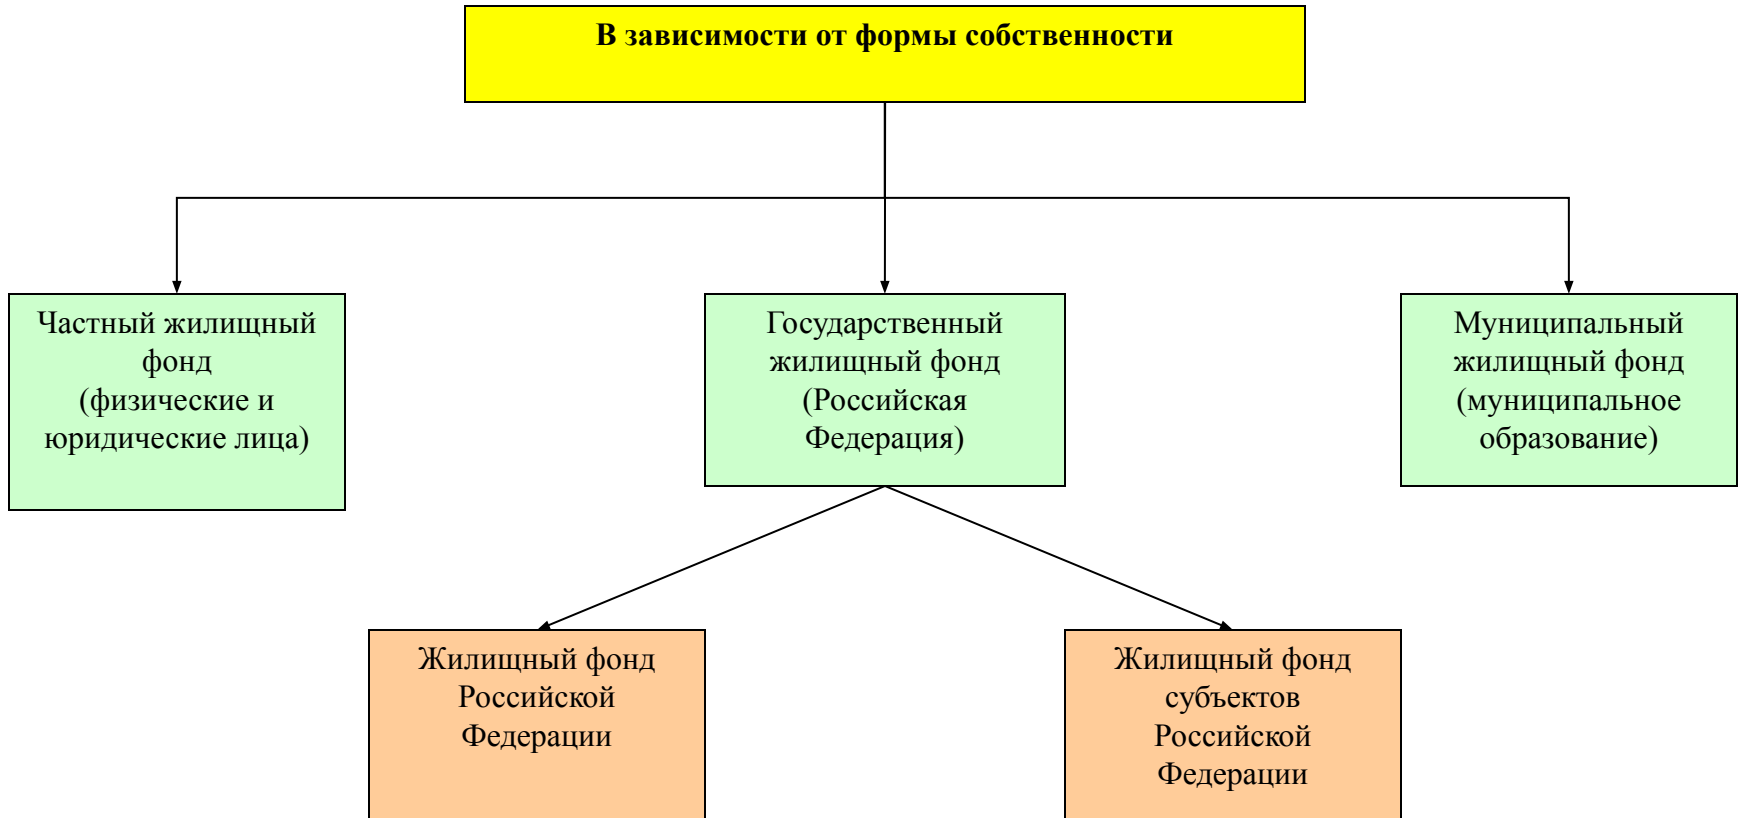 В зависимости от формы собственности
Частный жилищный
фонд
(физические и
юридические лица)
Государственный
жилищный фонд
(Российская
Федерация)
Муниципальный
жилищный фонд
(муниципальное
образование)
Жилищный фонд
Российской
Федерации
Жилищный фонд
субъектов
Российской
Федерации